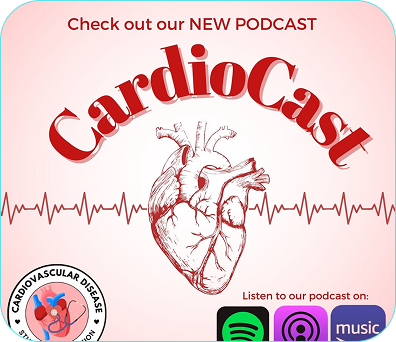 Check out our NEW PODCAST
CardioCast
Listen to our podcast on:
CARDIOVASCULAR DISEASE
music